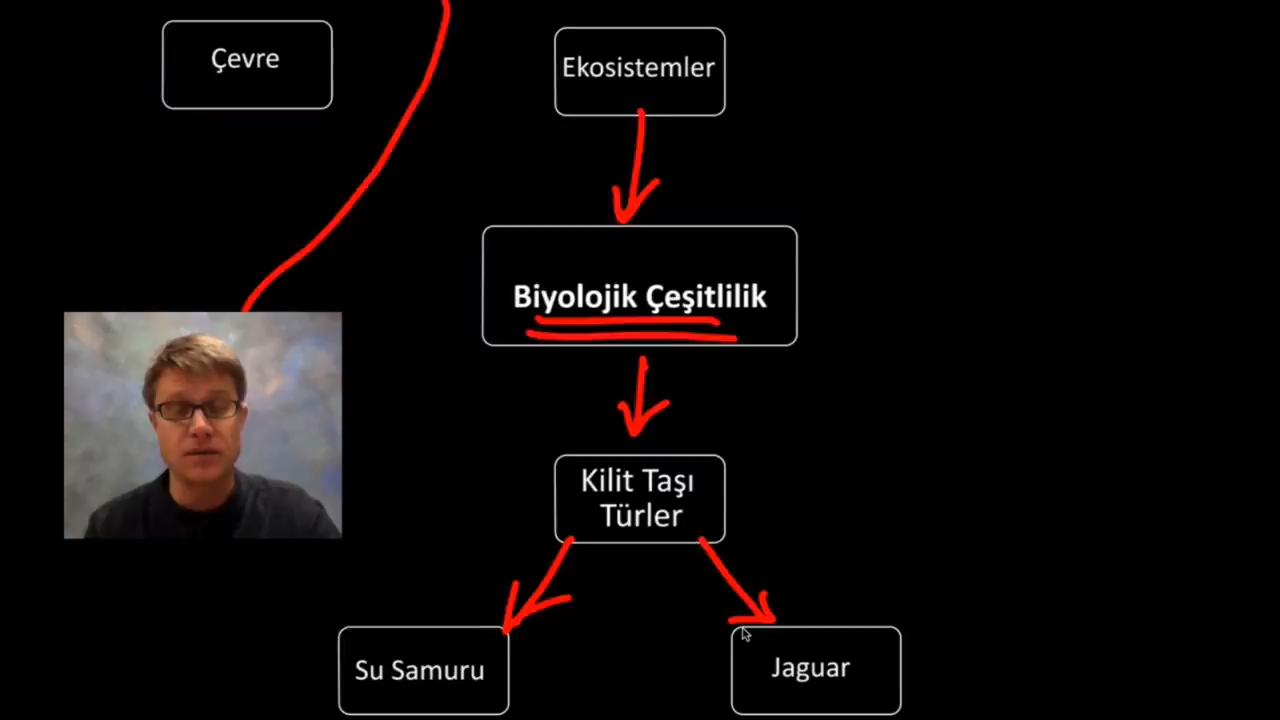 Çevre
Ekosistemler
Biyolojik Çeşitlilik
Kilit Taşı
Türler
Su Samuru
Jaguar